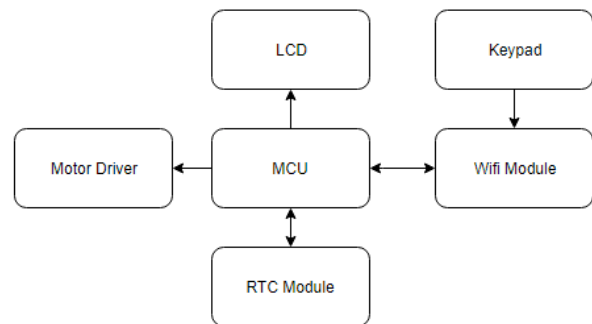 LCD
Keypad
Motor Driver
MCU
Wifi Module
RTC Module